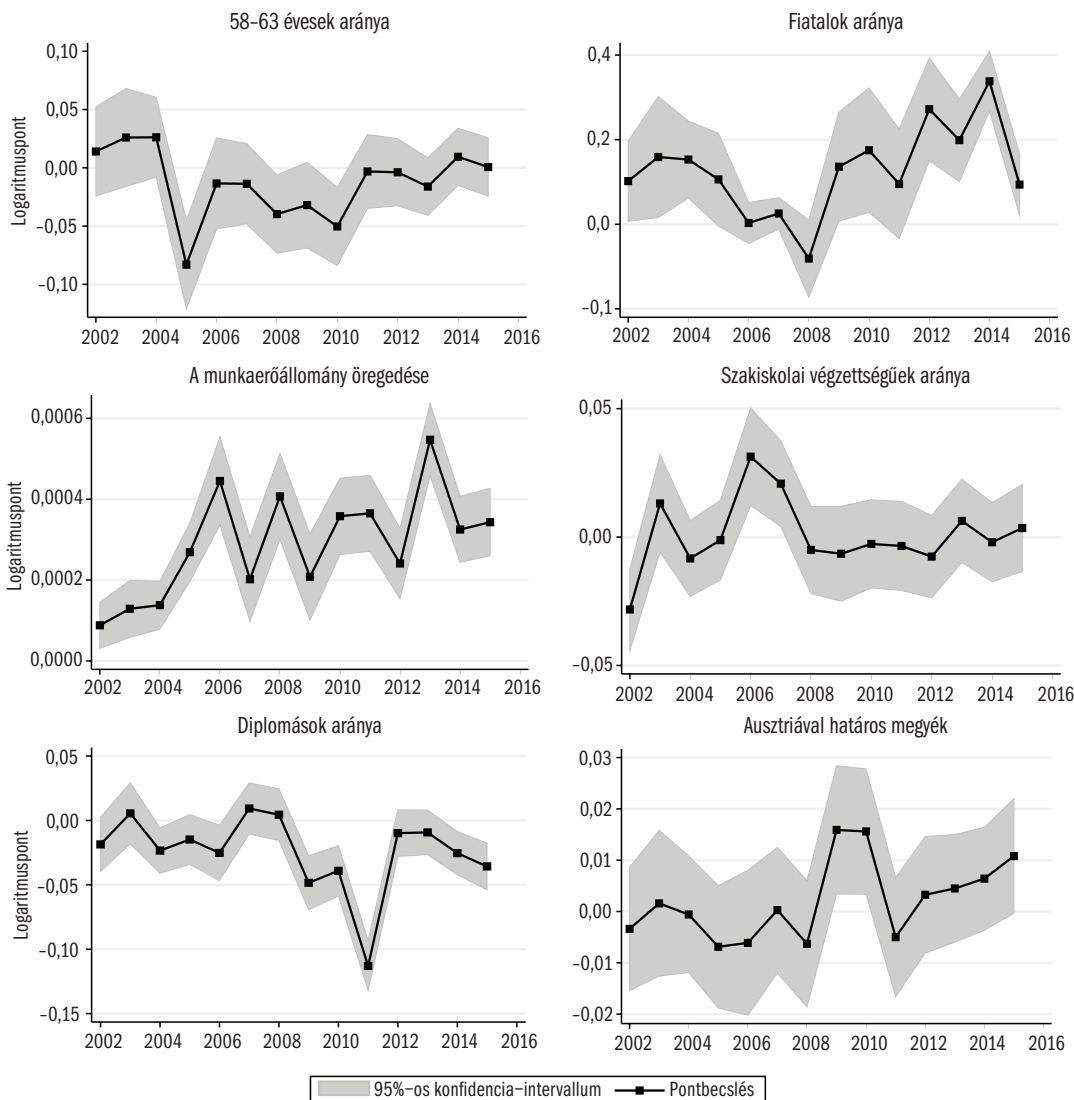 58–63 évesek aránya
Logaritmuspont
0,10
0,05
0,00
–0,05
–0,10
2002 2004 2006 2008 2010 2012 2014 2016
Fiatalok aránya
0,4
0,2
0,0
–0,1
2002 2004 2006 2008 2010 2012 2014 2016
A munkaerőállomány öregedése
Logaritmuspont
0,0006
0,0004
0,0002
0,0000
2002 2004 2006 2008 2010 2012 2014 2016
Szakiskolai végzettségűek aránya
0,05
0,00
–0,05
2002 2004 2006 2008 2010 2012 2014 2016
Diplomások aránya
Logaritmuspont
0,05
0,00
–0,05
–0,10
–0,15
2002 2004 2006 2008 2010 2012 2014 2016
Ausztriával határos megyék
0,03
0,02
0,01
0,00
–0,01
–0,02
2002 2004 2006 2008 2010 2012 2014 2016
95%–os konfidencia–intervallum Pontbecslés